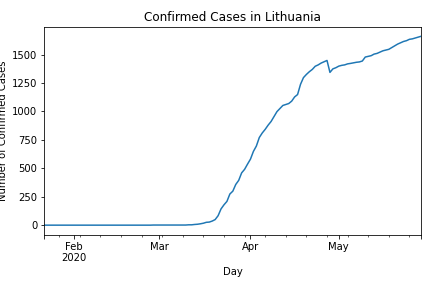 Confirmed Cases in Lithuania
Number of Confirmed Cases
1500
1250
1000
750
500
250
0
Feb
2020
Mar
Apr
May
Day